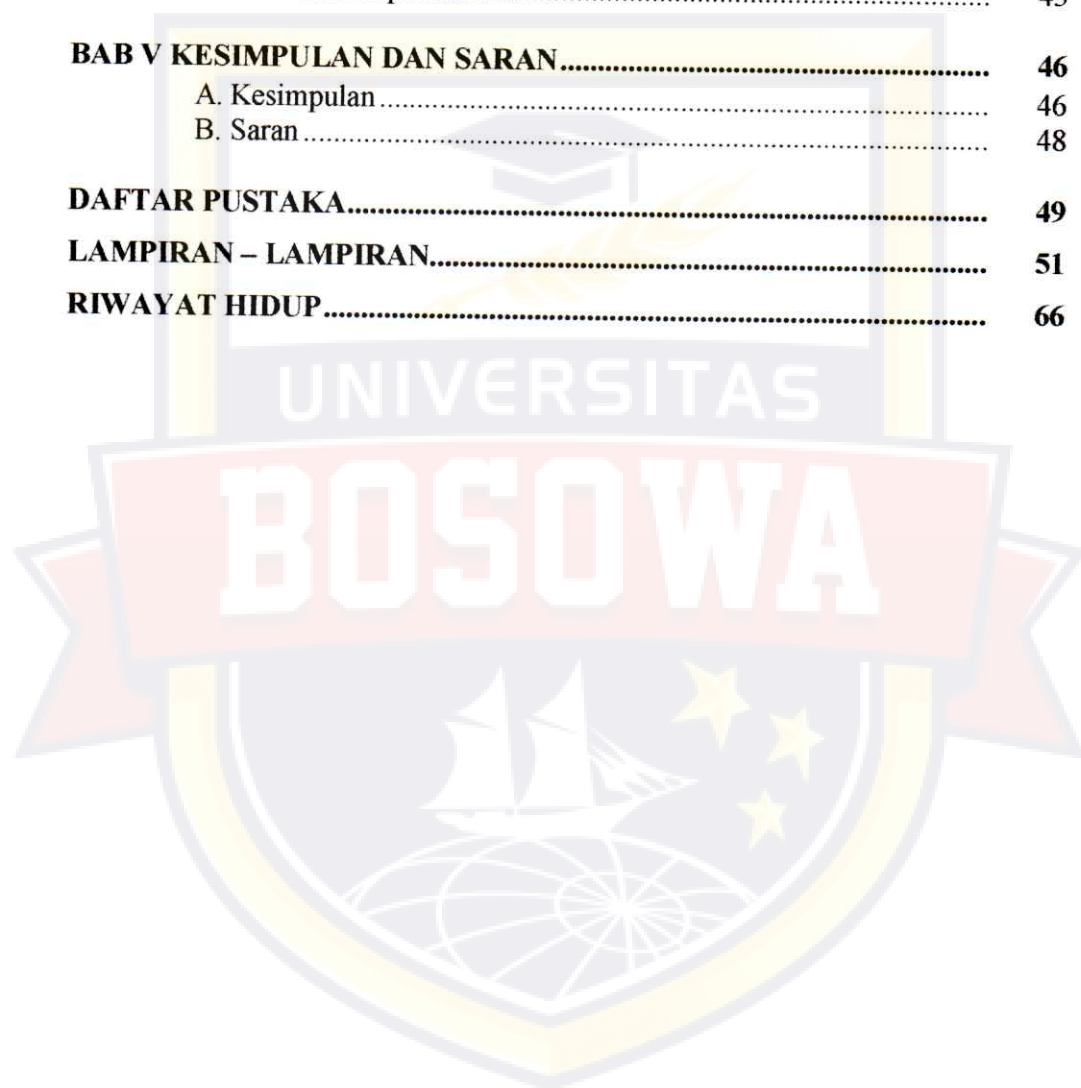 BAB V KESIMPULAN DAN SARAN........................................................ 46
A. Kesimpulan................................................................................ 46
B. Saran.......................................................................................... 48
DAFTAR PUSTAKA.................................................................................... 49
LAMPIRAN – LAMPIRAN......................................................................... 51
RIWAYAT HIDUP....................................................................................... 66
UNIVERSITAS
BOSOWA